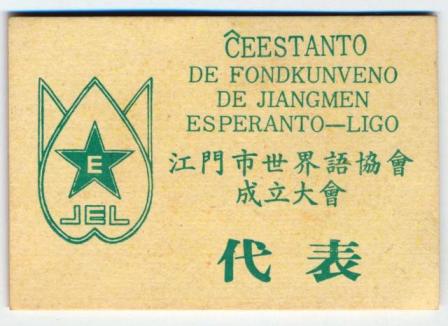 ĈEESTANTO
DE FONDKUNVENO
DE JIANGMEN
ESPERANTO—LIGO
江門市世界語協會
成立大會
代表
E
JEL